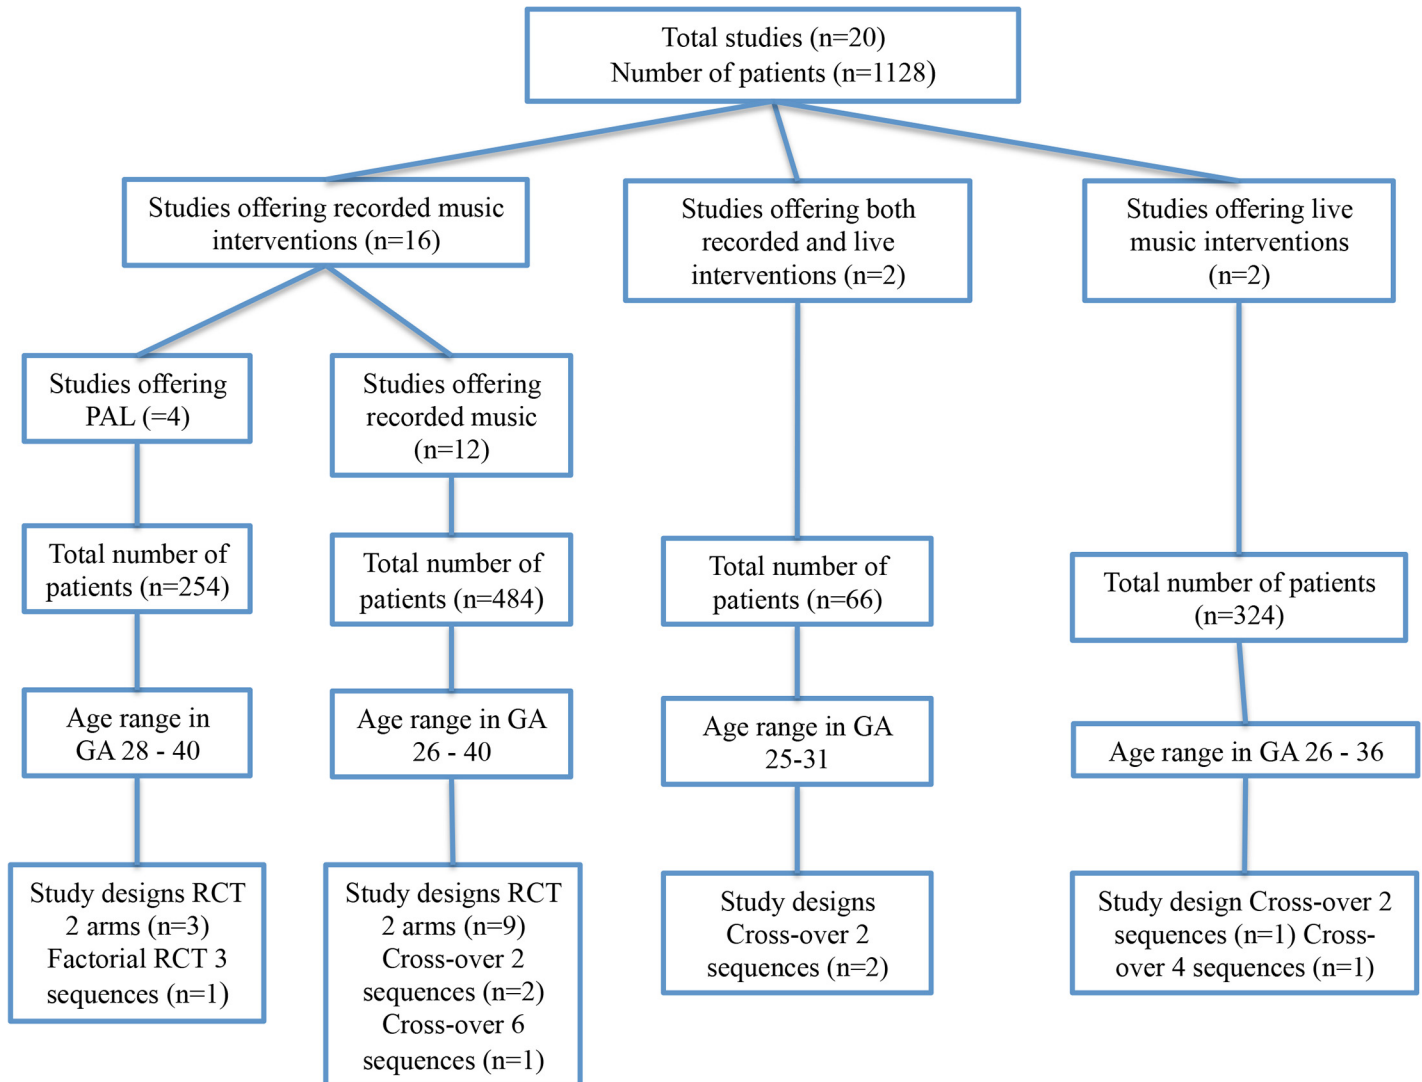 Total studies (n=20)
Number of patients (n=1128)
Studies offering recorded music
interventions (n=16)
Studies offering both
recorded and live
interventions (n=2)
Studies offering live
music interventions
(n=2)
Studies offering
PAL (=4)
Studies offering
recorded music
(n=12)
Total number of
patients (n=254)
Total number of
patients (n=484)
Total number of
patients (n=66)
Total number of patients
(n=324)
Age range in
GA 28 - 40
Age range in GA
26 - 40
Age range in GA
25-31
Age range in GA 26 - 36
Study designs RCT
2 arms (n=3)
Factorial RCT 3
sequences (n=1)
Study designs RCT
2 arms (n=9)
Cross-over 2
sequences (n=2)
Cross-over 6
sequences (n=1)
Study designs
Cross-over 2
sequences (n=2)
Study design Cross-over 2
sequences (n=1) Cross-
over 4 sequences (n=1)